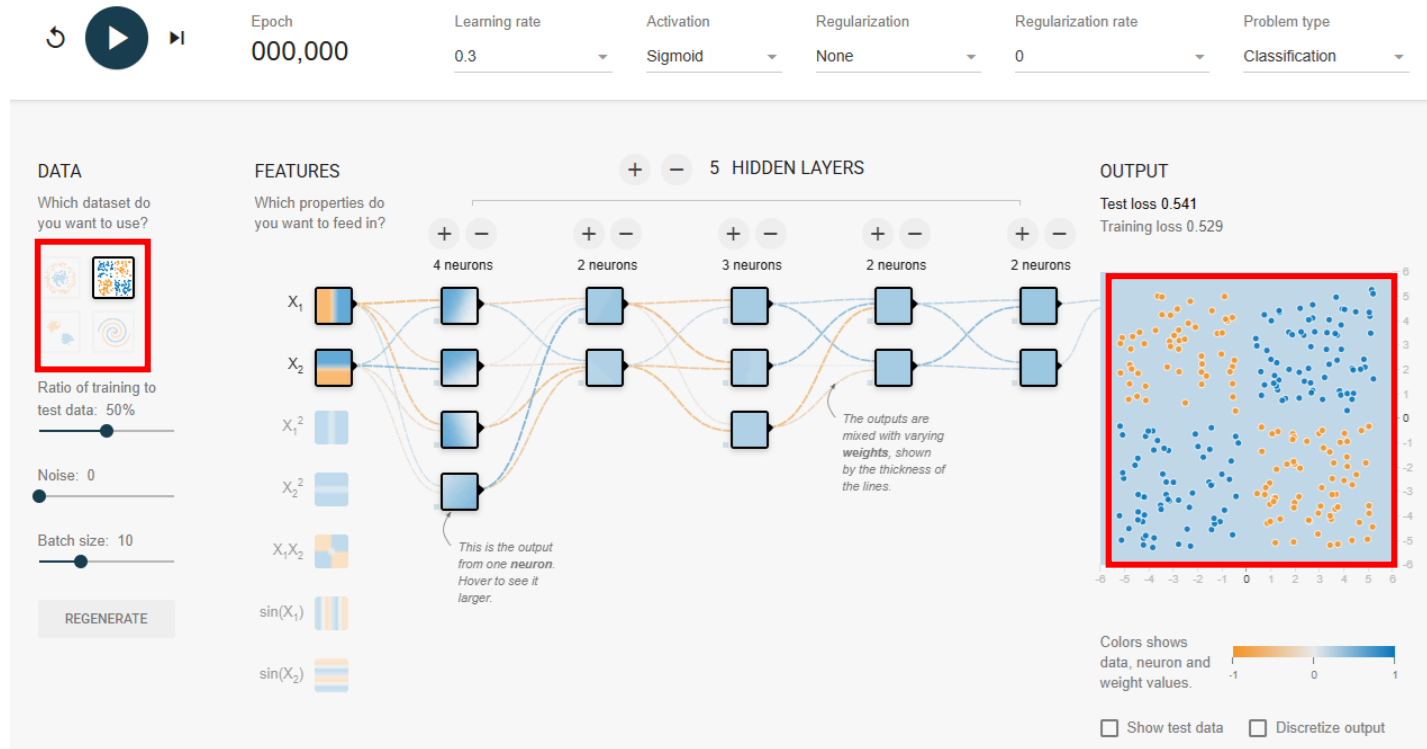 Epoch
000,000
Learning rate
0.3
Activation
Sigmoid
Regularization
None
Regularization rate
0
Problem type
Classification
DATA
Which dataset do
you want to use?
Ratio of training to
test data: 50%
Noise: 0
Batch size: 10
REGENERATE
FEATURES
Which properties do
you want to feed in?
X₁
X₂
X₁²
X₂²
X₁X₂
sin(X₁)
sin(X₂)
+ − 5 HIDDEN LAYERS
+ − + − + − + − + −
4 neurons 2 neurons 3 neurons 2 neurons 2 neurons
This is the output
from one neuron.
Hover to see it
larger.
The outputs are
mixed with varying
weights, shown
by the thickness of
the lines.
OUTPUT
Test loss 0.541
Training loss 0.529
6
5
4
3
2
1
0
-1
-2
-3
-4
-5
-6
-6 -5 -4 -3 -2 -1 0 1 2 3 4 5 6
Colors shows
data, neuron and
weight values.
-1 0 1
Show test data
Discretize output